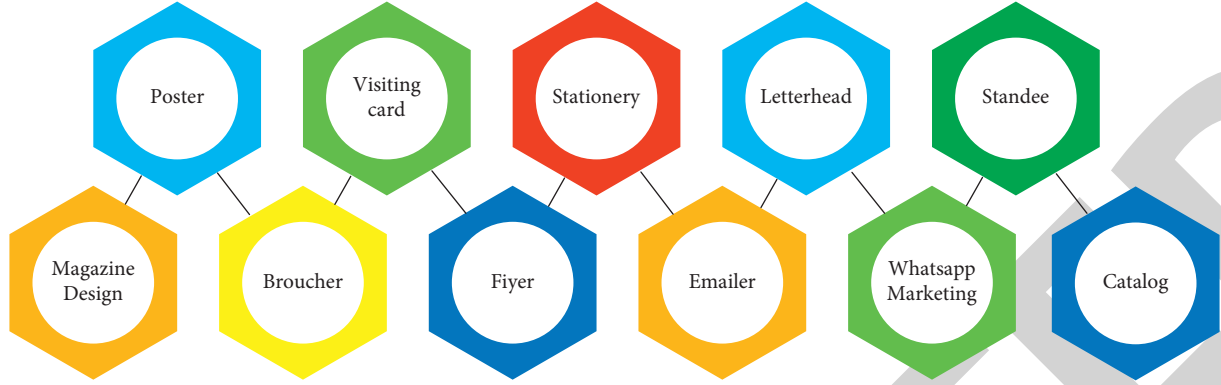 Poster
Visiting
card
Stationery
Letterhead
Standee
Magazine
Design
Broucher
Fiyer
Emailer
Whatsapp
Marketing
Catalog